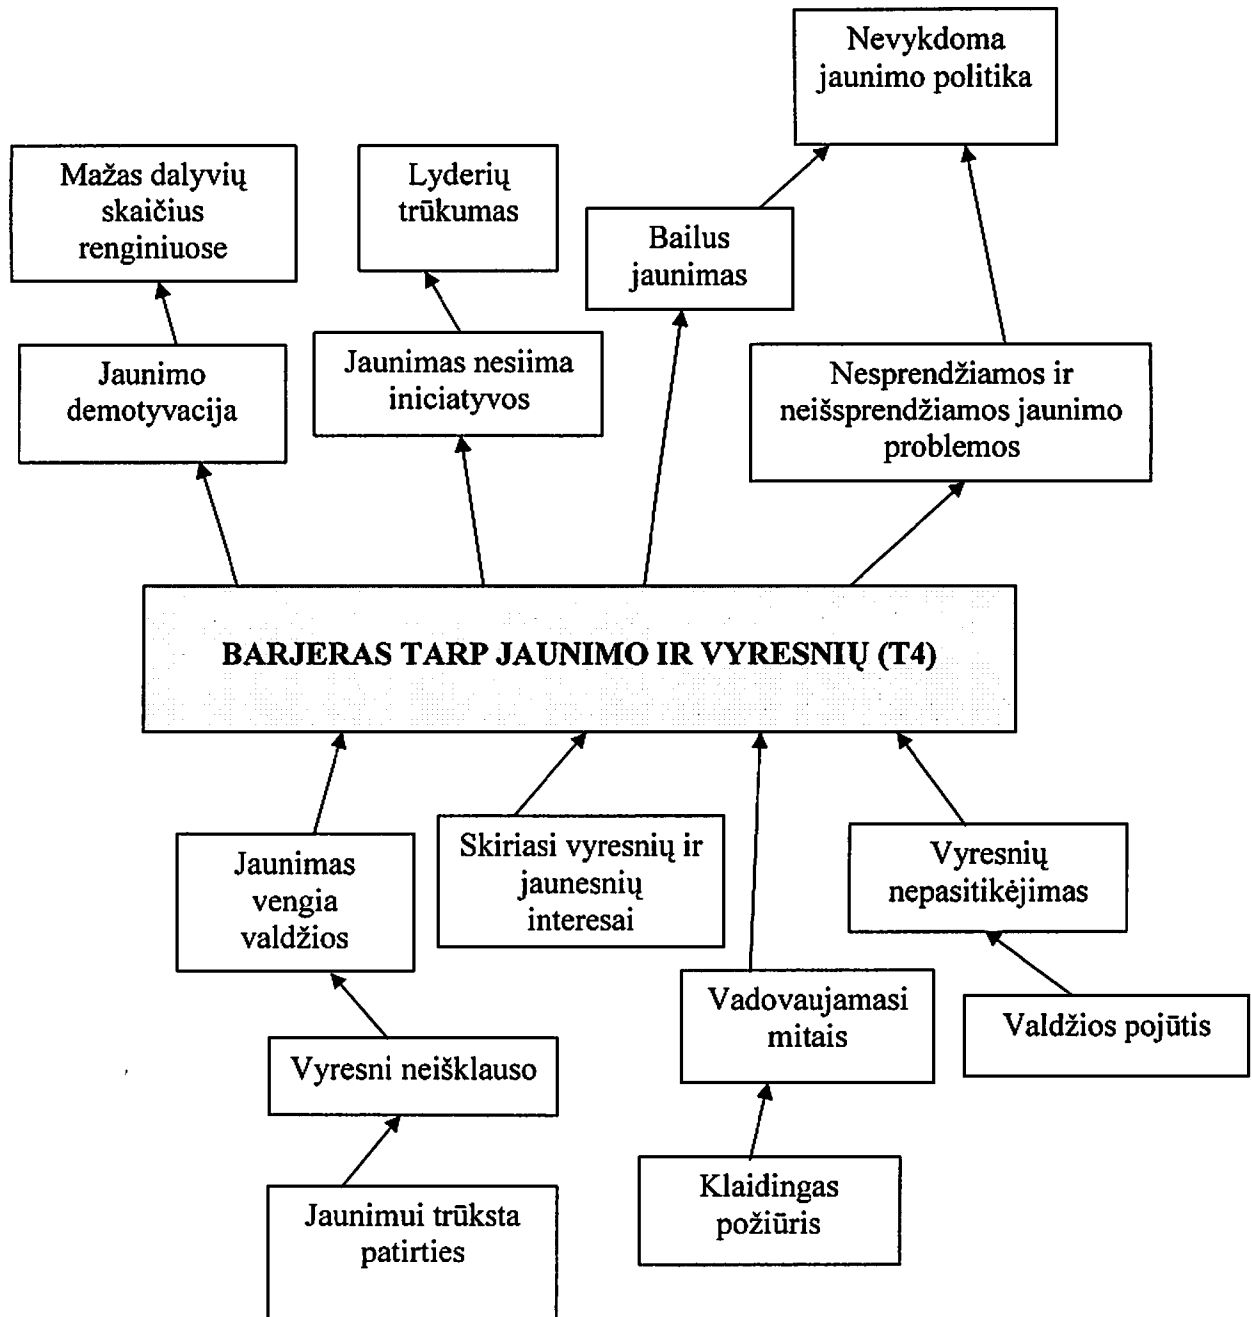 Nevykdoma
jaunimo politika
Mažas dalyvių
skaičius
renginiuose
Lyderių
trūkumas
Bailus
jaunimas
Jaunimo
demotyvacija
Jaunimas nesiima
iniciatyvos
Nesprendžiamos ir
neišsprendžiamos jaunimo
problemos
BARJERAS TARP JAUNIMO IR VYRESNIŲ (T4)
Jaunimas
vengia
valdžios
Skiriasi vyresnių ir
jaunesnių
interesai
Vyresnių
nepasitikėjimas
Vadovaujamasi
mitais
Valdžios pojūtis
Vyresni neišklauso
Klaidingas
požiūris
Jaunimui trūksta
patirties